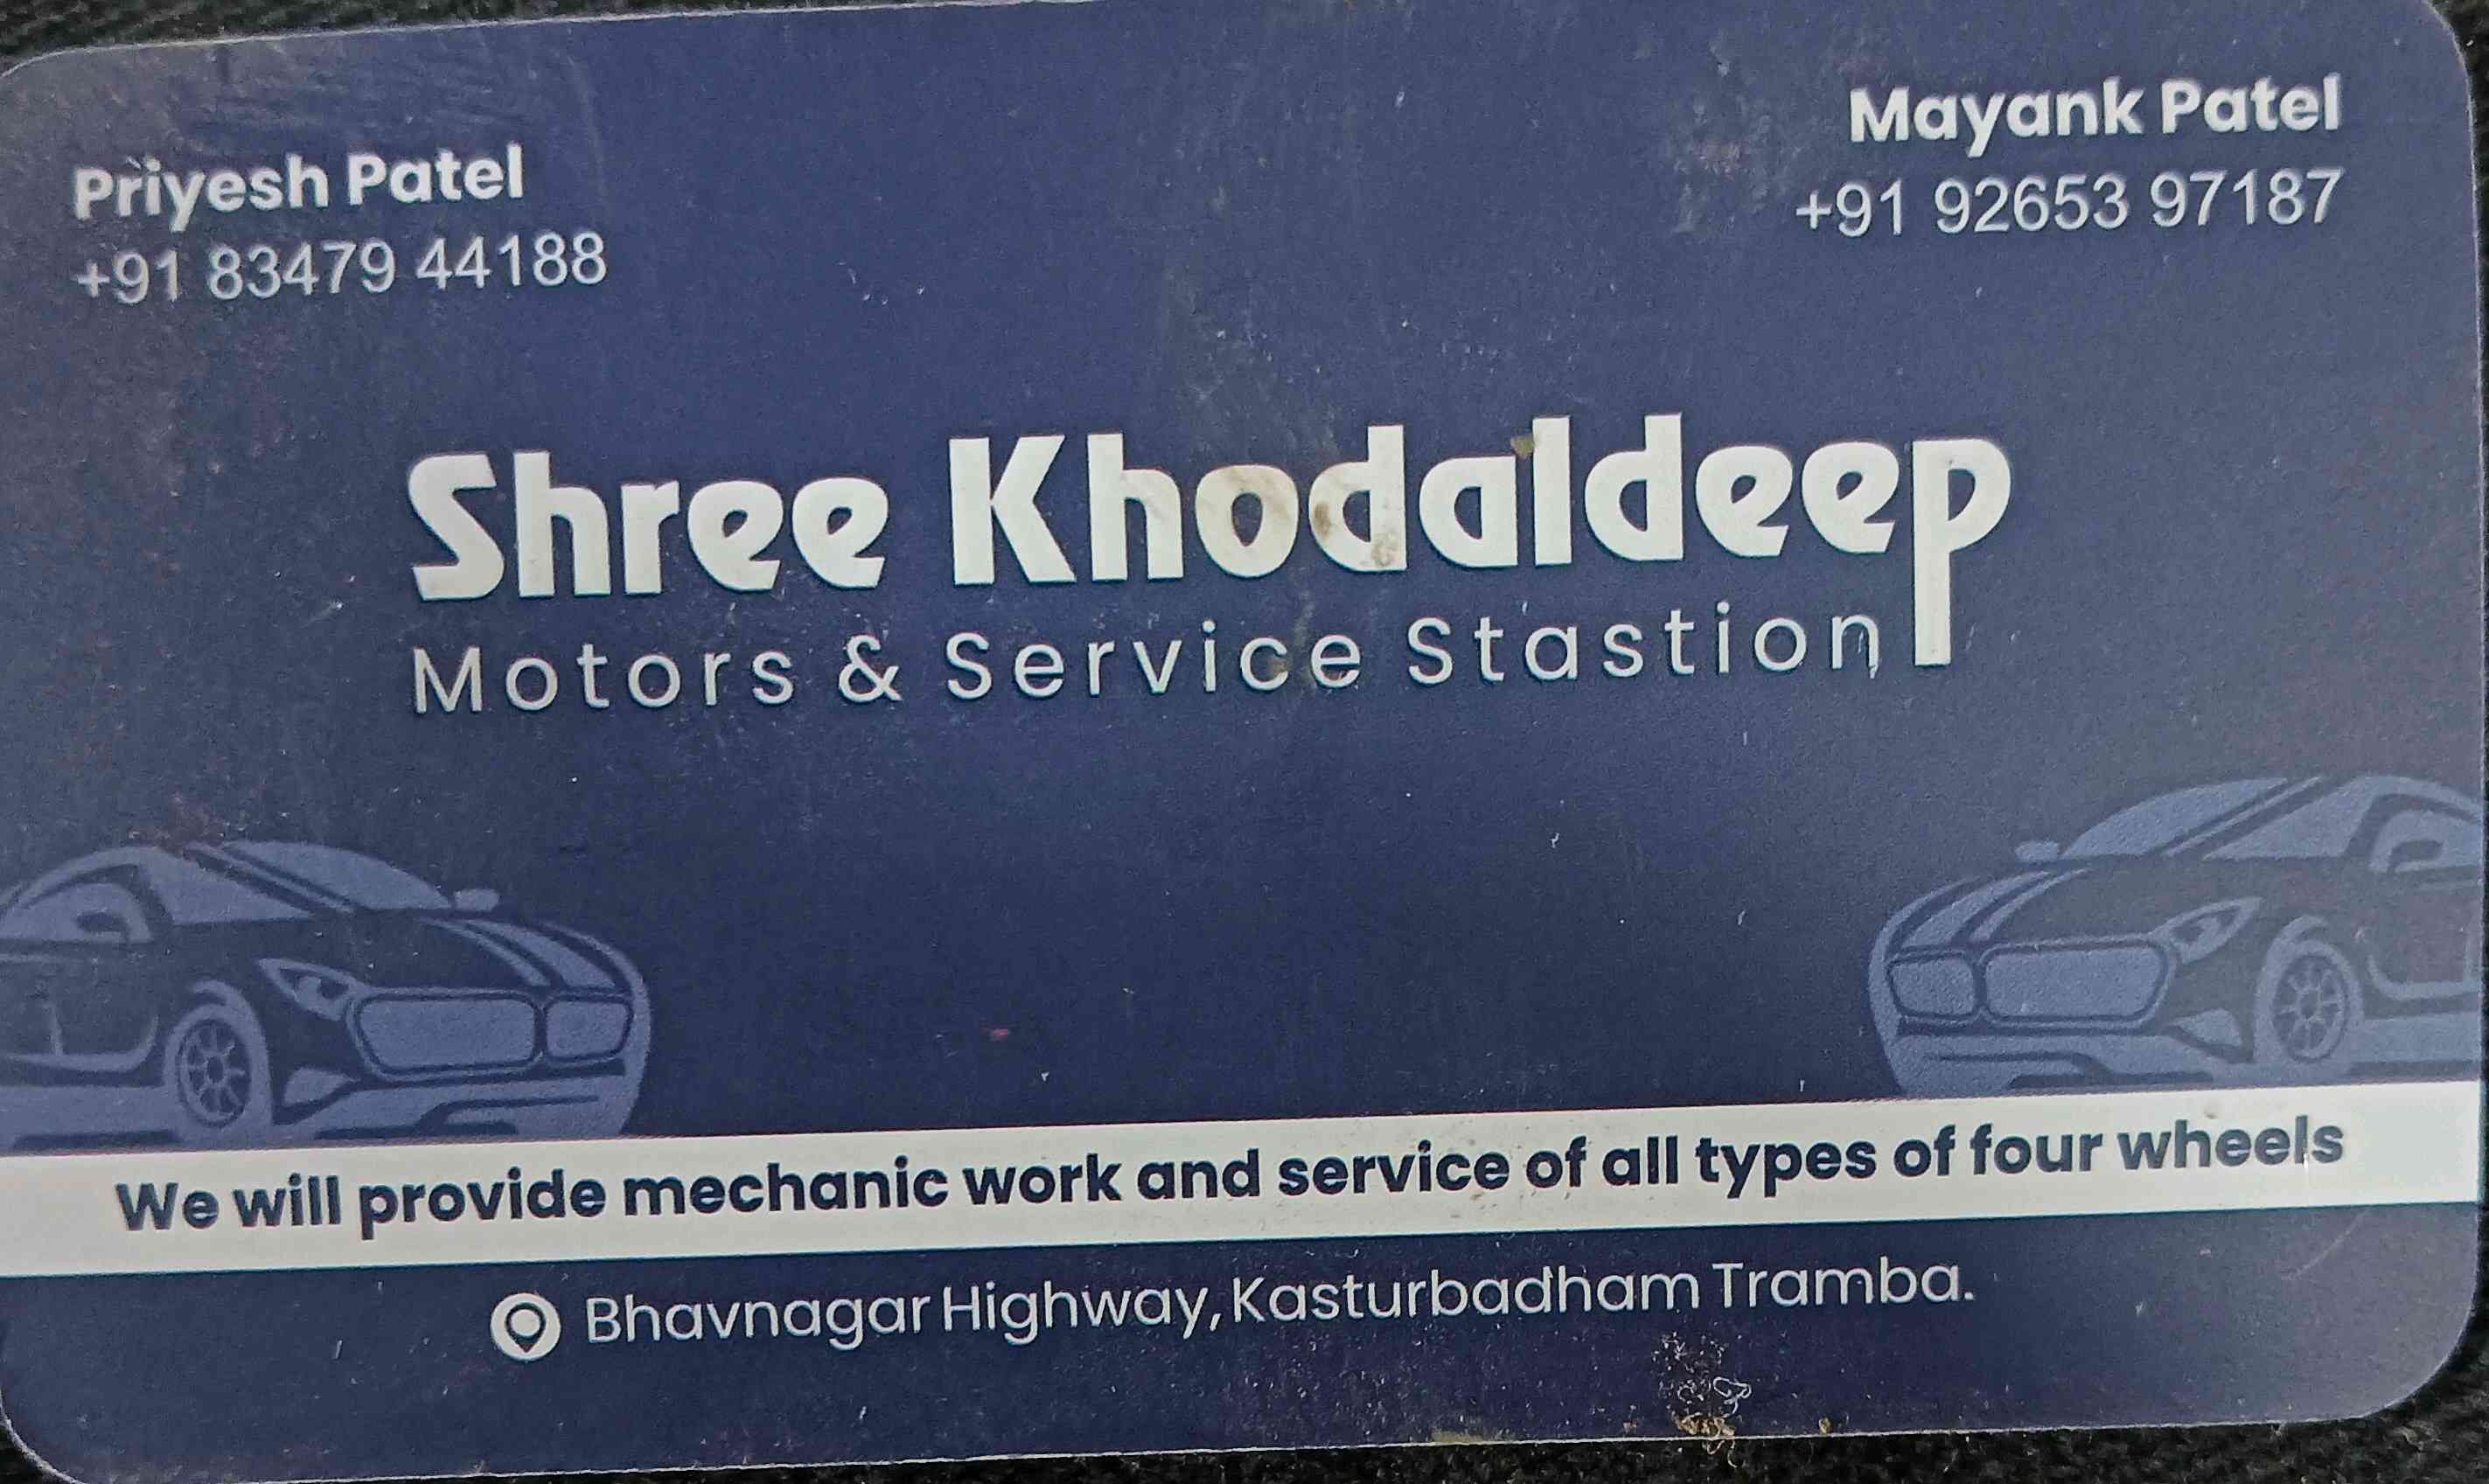 Priyesh Patel
+91 83479 44188
Mayank Patel
+91 92653 97187
Shree Khodaldeep
Motors & Service Stastion
We will provide mechanic work and service of all types of four wheels
Bhavnagar Highway, Kasturbadham Tramba.